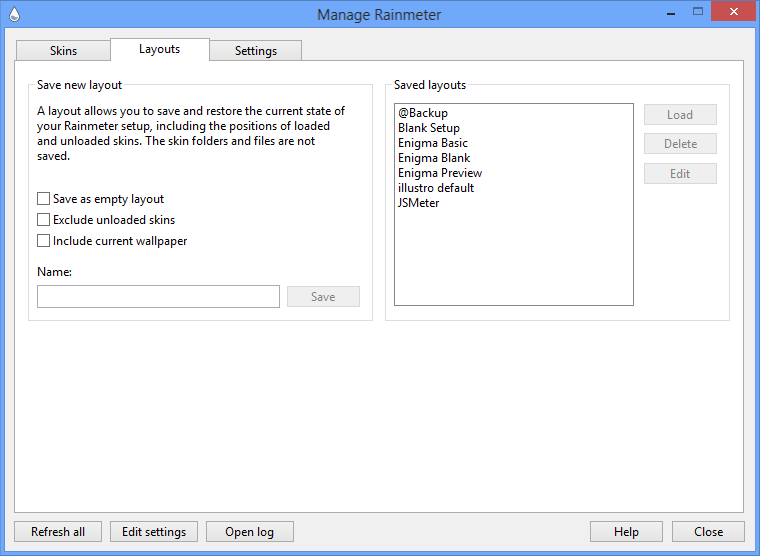 Manage Rainmeter
Skins
Layouts
Settings
Save new layout
A layout allows you to save and restore the current state of
your Rainmeter setup, including the positions of loaded
and unloaded skins. The skin folders and files are not
saved.
Save as empty layout
Exclude unloaded skins
Include current wallpaper
Name:
Save
Saved layouts
@Backup
Blank Setup
Enigma Basic
Enigma Blank
Enigma Preview
illustro default
JSMeter
Load
Delete
Edit
Refresh all
Edit settings
Open log
Help
Close